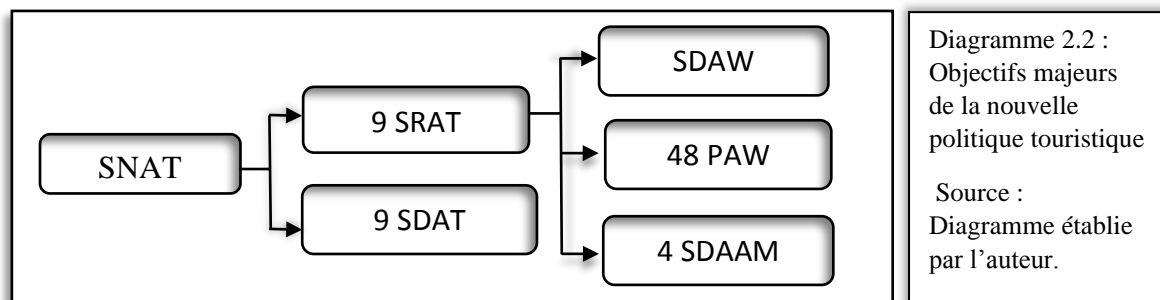 SNAT
9 SRAT
9 SDAT
SDAW
48 PAW
4 SDAAM
Diagramme 2.2 :
Objectifs majeurs
de la nouvelle
politique touristique
Source :
Diagramme établie
par l’auteur.